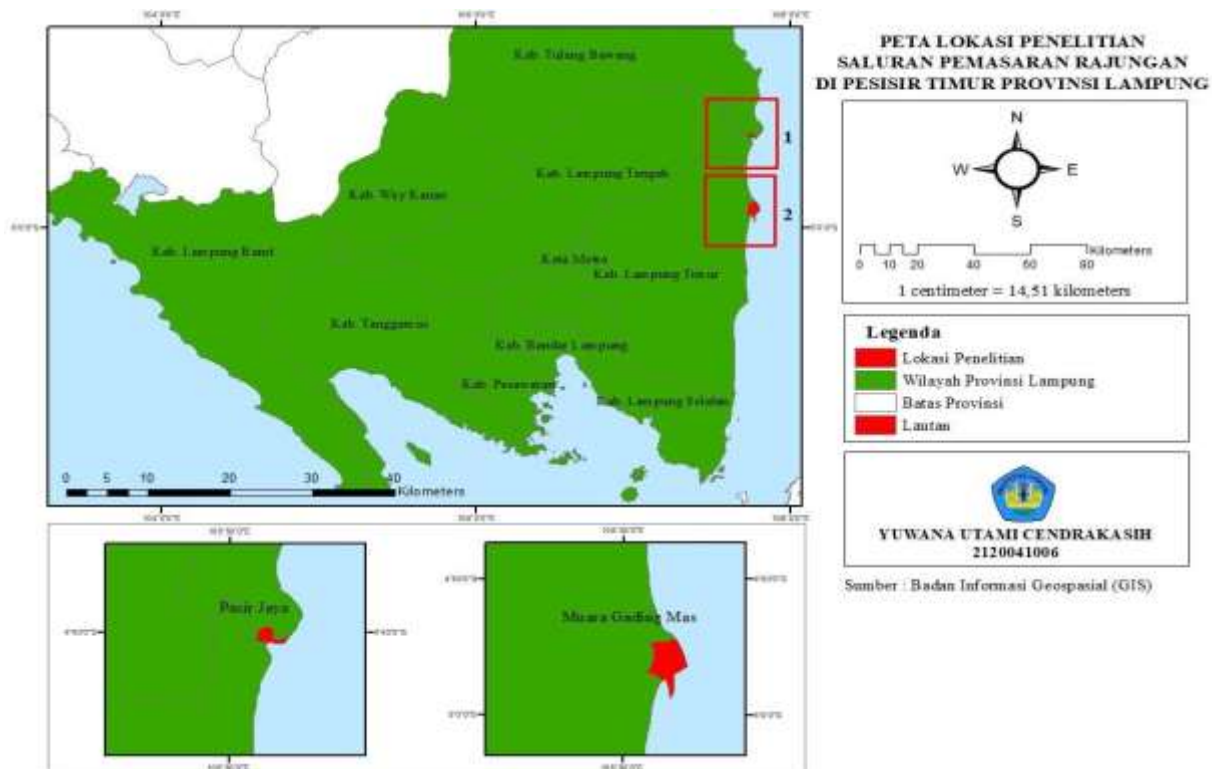 PETA LOKASI PENELITIAN
SALURAN PEMASARAN RAJUNGAN
DI PESISIR TIMUR PROVINSI LAMPUNG
Kab. Tulang Bawang
1
Kab. Lampung Tengah
Kab. Way Kanan
2
Kab. Lampung Barat
Kota Metro
Kab. Lampung Timur
Kab. Tanggamus
Kab. Bandar Lampung
Kab. Pesawaran
Kab. Lampung Selatan
0 10 20 30 40
Kilometers
N
W E
S
Kilometers
0 10 20 40 60 80
1 centimeter = 14,51 kilometers
Legenda
Lokasi Penelitian
Wilayah Provinsi Lampung
Batas Provinsi
Lautan
YUWANA UTAMI CENDRAKASIH
2120041006
Sumber : Badan Informasi Geospasial (GIS)
Pasir Jaya
Muara Gading Mas